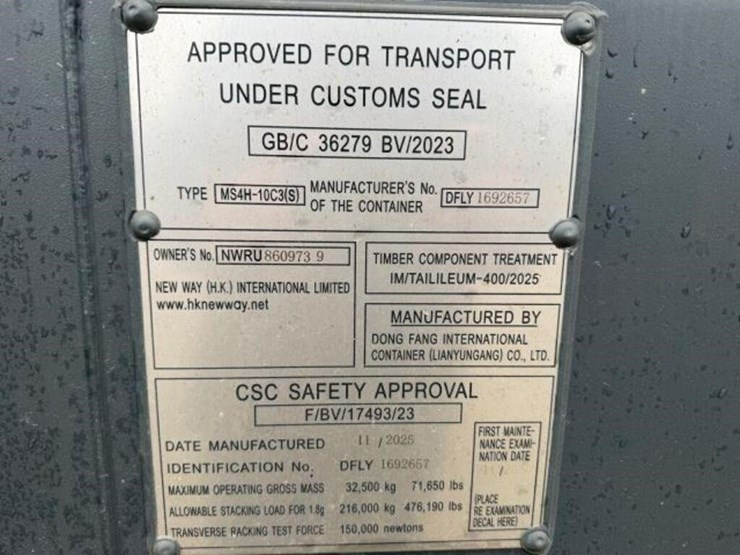 APPROVED FOR TRANSPORT
UNDER CUSTOMS SEAL
GB/C 36279 BV/2023
TYPE MS4H-10C3(S) MANUFACTURER'S No. OF THE CONTAINER DFLY 1692657
OWNER'S No. NWRU 860973 9
NEW WAY (H.K.) INTERNATIONAL LIMITED
www.hknewway.net
TIMBER COMPONENT TREATMENT
IM/TAILILEUM-400/2025
MANUFACTURED BY
DONG FANG INTERNATIONAL
CONTAINER (LIANYUNGANG) CO., LTD.
CSC SAFETY APPROVAL
F/BV/17493/23
DATE MANUFACTURED 11 / 2025
IDENTIFICATION No. DFLY 1692657
MAXIMUM OPERATING GROSS MASS 32,500 kg 71,650 lbs
ALLOWABLE STACKING LOAD FOR 1.8g 216,000 kg 476,190 lbs
TRANSVERSE RACKING TEST FORCE 150,000 newtons
FIRST MAINTE-
NANCE EXAMI-
NATION DATE
/
(PLACE
RE EXAMINATION
DECAL HERE)